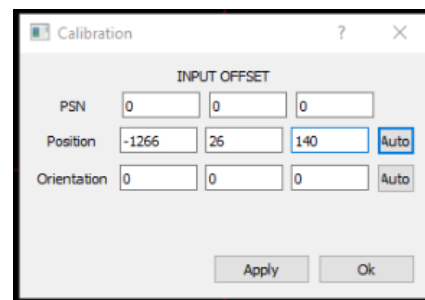 Calibration ?
INPUT OFFSET
PSN 0 0 0
Position -1266 26 140 Auto
Orientation 0 0 0 Auto
Apply Ok